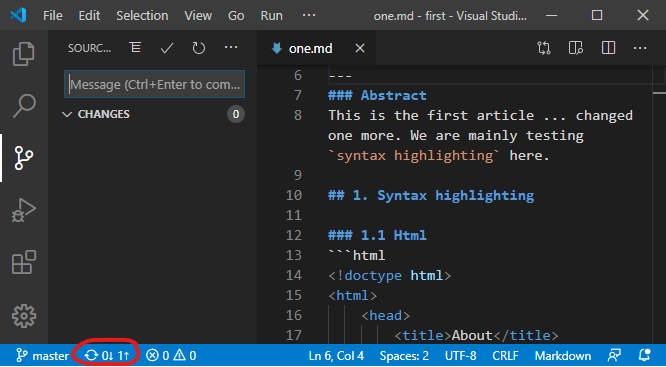 File Edit Selection View Go Run ··· one.md - first - Visual Studi...
SOURC... ···
one.md ···
Message (Ctrl+Enter to com...
CHANGES 0
6 ---
7 ### Abstract
8 This is the first article ... changed
one more. We are mainly testing
`syntax highlighting` here.
9
10 ## 1. Syntax highlighting
11
12 ### 1.1 Html
13 ```html
14 <!doctype html>
15 <html>
16 <head>
17 <title>About</title>
master 0↓ 1↑ 0 0 Ln 6, Col 4 Spaces: 2 UTF-8 CRLF Markdown